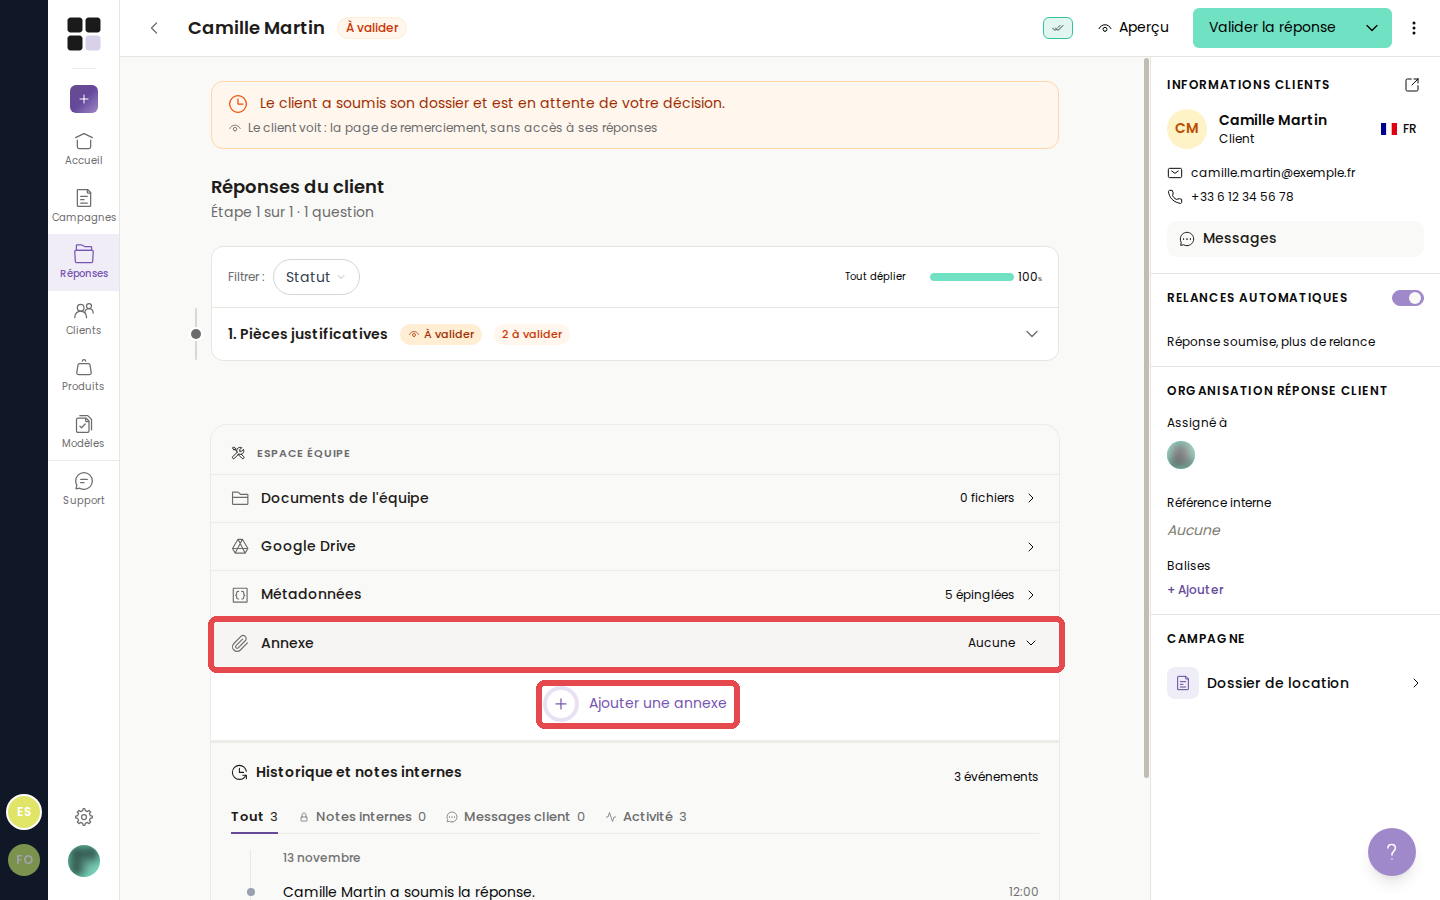 Camille Martin
À valider
Aperçu
Valider la réponse
Accueil
Campagnes
Réponses
Clients
Produits
Modèles
Support
ES
FO
Le client a soumis son dossier et est en attente de votre décision.
Le client voit : la page de remerciement, sans accès à ses réponses
Réponses du client
Étape 1 sur 1 · 1 question
Filtrer :
Statut
Tout déplier
100%
1. Pièces justificatives
À valider
2 à valider
ESPACE ÉQUIPE
Documents de l'équipe
0 fichiers
Google Drive
Métadonnées
5 épinglées
Annexe
Aucune
Ajouter une annexe
Historique et notes internes
3 événements
Tout 3
Notes internes 0
Messages client 0
Activité 3
13 novembre
Camille Martin a soumis la réponse.
12:00
INFORMATIONS CLIENTS
CM
Camille Martin
Client
FR
camille.martin@exemple.fr
+33 6 12 34 56 78
Messages
RELANCES AUTOMATIQUES
Réponse soumise, plus de relance
ORGANISATION RÉPONSE CLIENT
Assigné à
Référence interne
Aucune
Balises
+ Ajouter
CAMPAGNE
Dossier de location
?